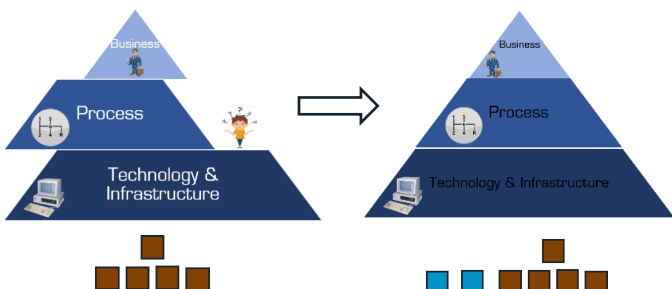 Business
Process
Technology &
Infrastructure
Business
Process
Technology & Infrastructure